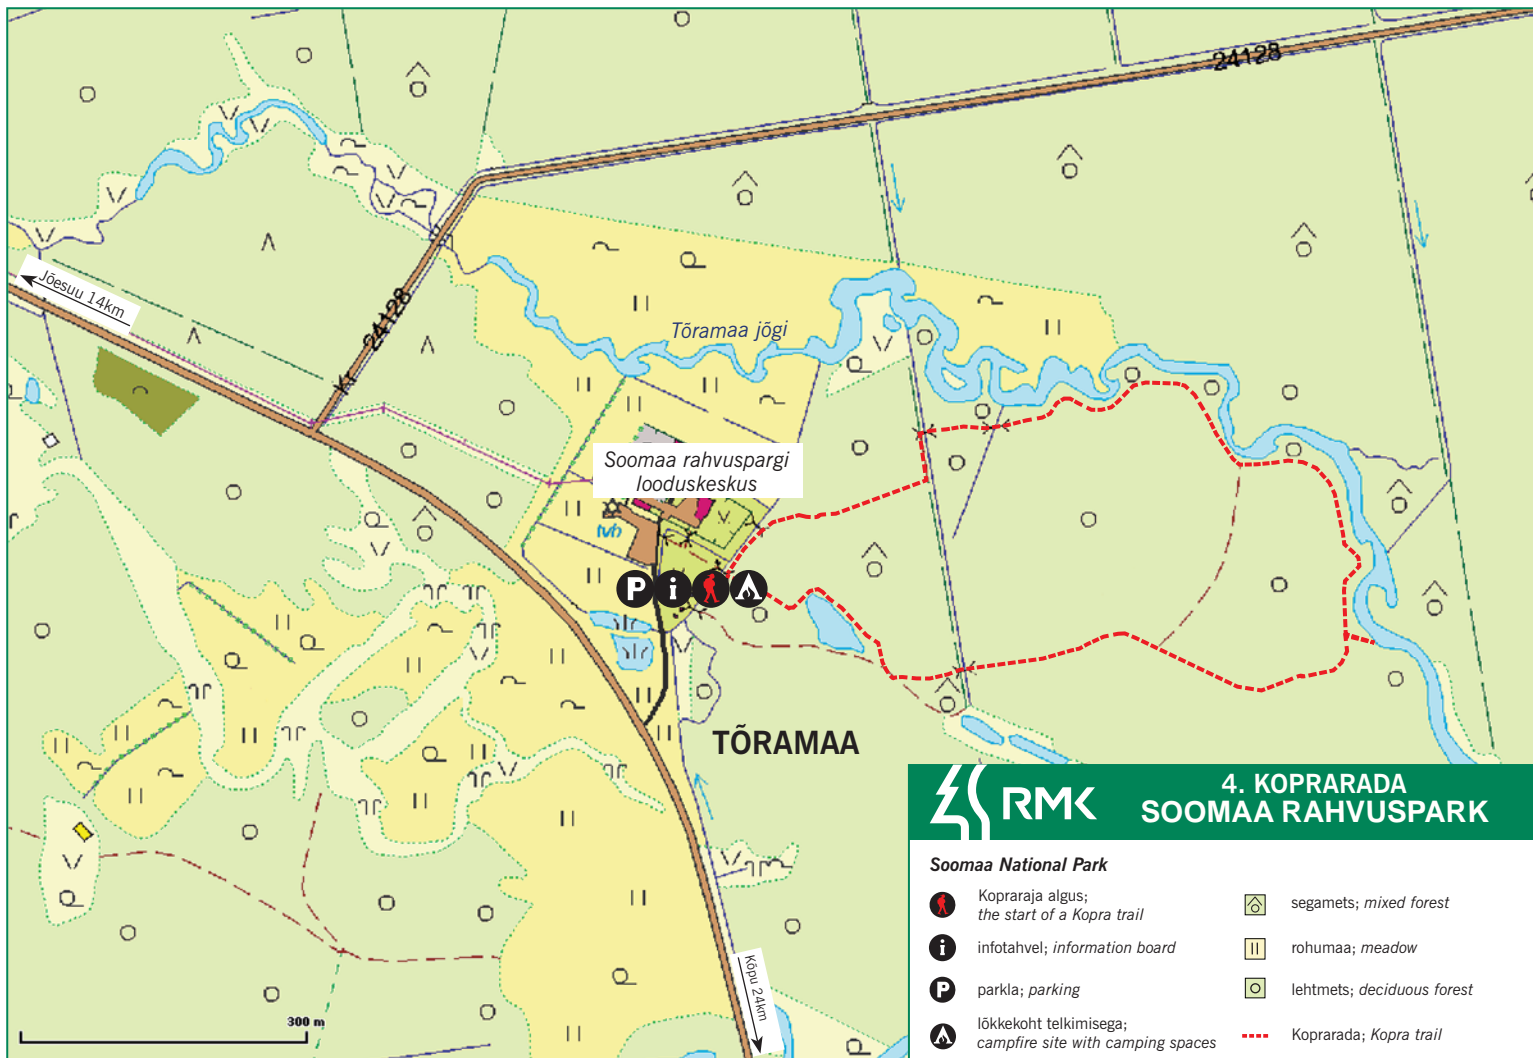 24128
Jõesuu 14km
24128
Tõramaa jõgi
Soomaa rahvuspargi
looduskeskus
tvh
P i
TÕRAMAA
Kõpu 24km
300 m
RMK
4. KOPRARADA
SOOMAA RAHVUSPARK
Soomaa National Park
Kopraraja algus;
the start of a Kopra trail
i infotahvel; information board
P parkla; parking
lõkkekoht telkimisega;
campfire site with camping spaces
segamets; mixed forest
rohumaa; meadow
lehtmets; deciduous forest
Koprarada; Kopra trail